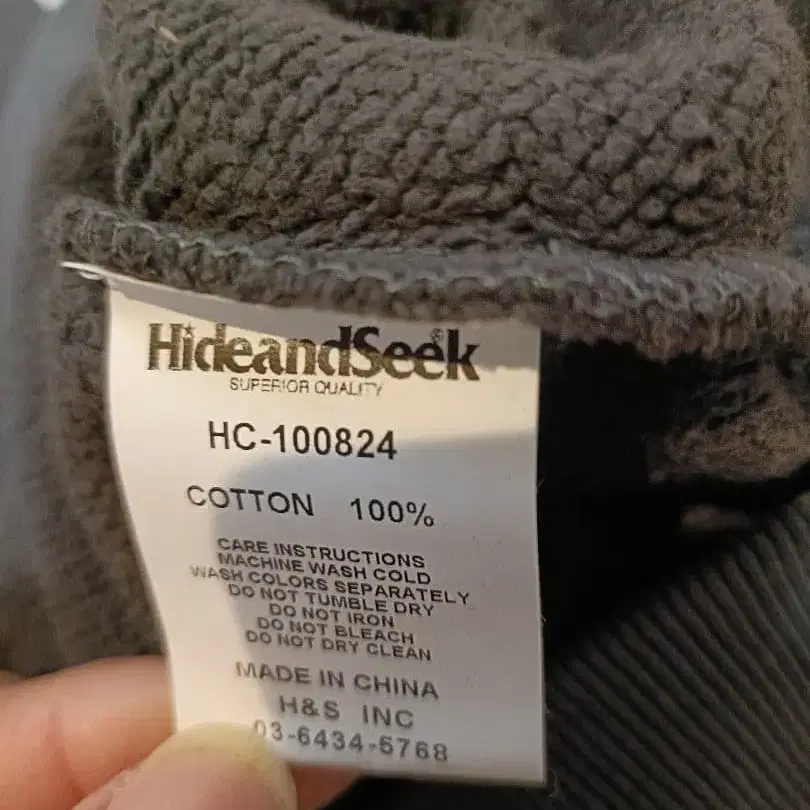 HideandSeek®
SUPERIOR QUALITY
HC-100824
COTTON 100%
CARE INSTRUCTIONS
MACHINE WASH COLD
WASH COLORS SEPARATELY
DO NOT TUMBLE DRY
DO NOT IRON
DO NOT BLEACH
DO NOT DRY CLEAN
MADE IN CHINA
H&S INC
03-6434-5768